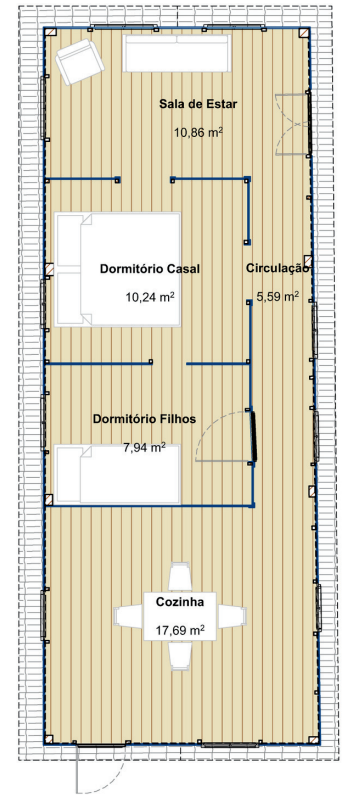 Sala de Estar
10,86 m²
Dormitório Casal
10,24 m²
Circulação
5,59 m²
Dormitório Filhos
7,94 m²
Cozinha
17,69 m²